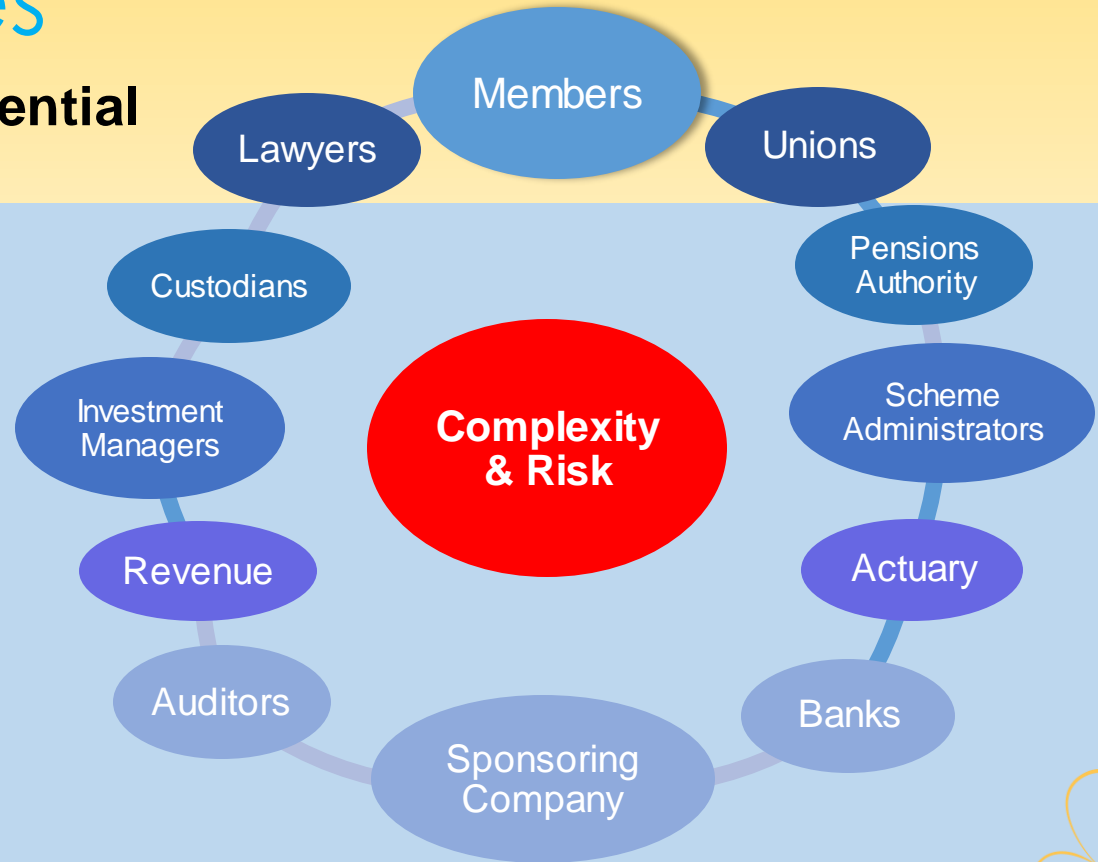 es
ential
Members
Lawyers
Unions
Pensions
Authority
Custodians
Scheme
Administrators
Investment
Managers
Complexity
& Risk
Revenue
Actuary
Auditors
Banks
Sponsoring
Company